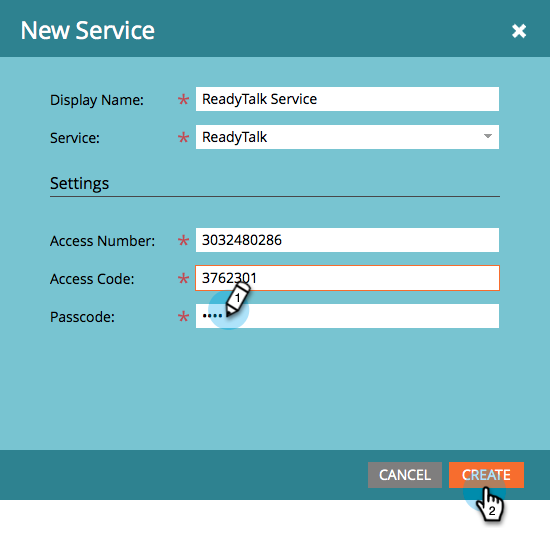 New Service
Display Name: * ReadyTalk Service
Service: * ReadyTalk
Settings
Access Number: * 3032480286
Access Code: * 3762301
Passcode: * ••••
1
CANCEL CREATE
2